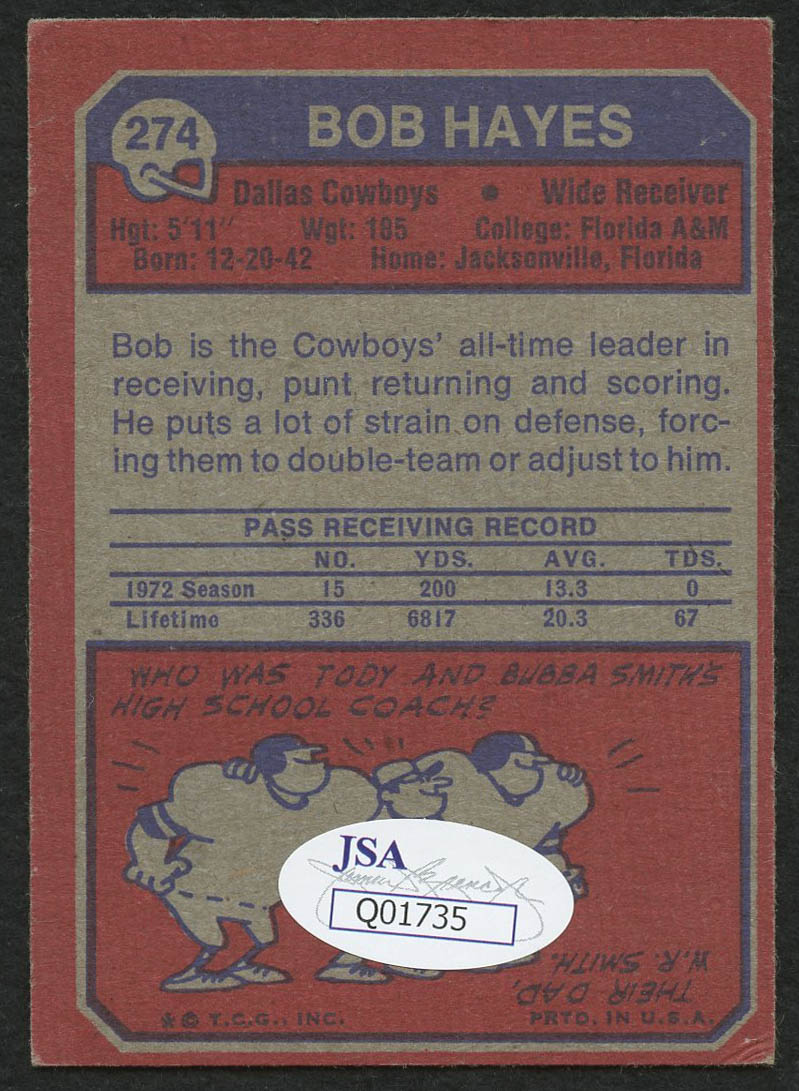 274
BOB HAYES
Dallas Cowboys • Wide Receiver
Hgt: 5'11" Wgt: 185 College: Florida A&M
Born: 12-20-42 Home: Jacksonville, Florida
Bob is the Cowboys' all-time leader in
receiving, punt returning and scoring.
He puts a lot of strain on defense, forc-
ing them to double-team or adjust to him.
PASS RECEIVING RECORD
NO. YDS. AVG. TDS.
1972 Season 15 200 13.3 0
Lifetime 336 6817 20.3 67
WHO WAS TODY AND BUBBA SMITH'S
HIGH SCHOOL COACH?
JSA
Q01735
THEIR DAD,
W.R. SMITH.
★ © T.C.G., INC. PRTD. IN U.S.A.